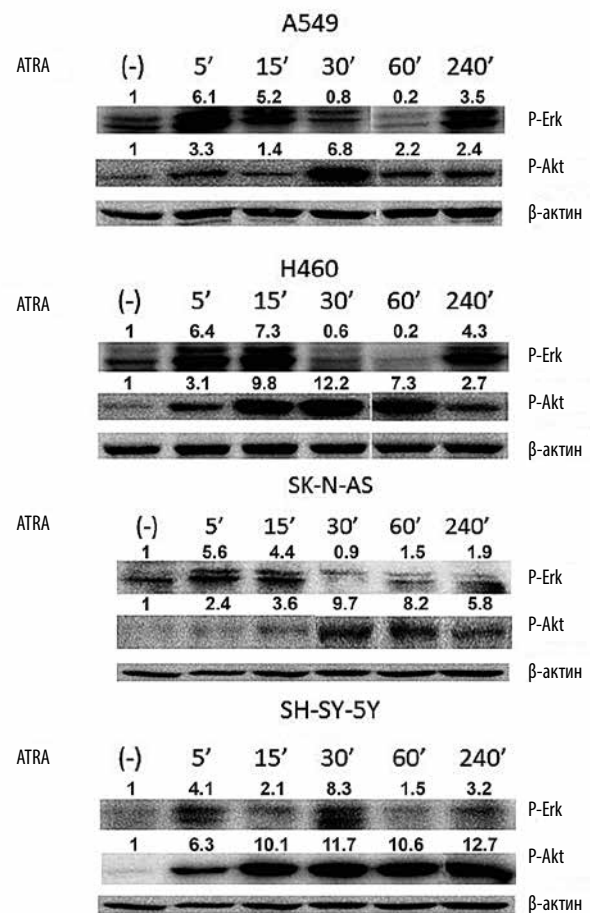 A549
ATRA (-) 5′ 15′ 30′ 60′ 240′
1 6.1 5.2 0.8 0.2 3.5
P-Erk
1 3.3 1.4 6.8 2.2 2.4
P-Akt
β-актин
H460
ATRA (-) 5′ 15′ 30′ 60′ 240′
1 6.4 7.3 0.6 0.2 4.3
P-Erk
1 3.1 9.8 12.2 7.3 2.7
P-Akt
β-актин
SK-N-AS
ATRA (-) 5′ 15′ 30′ 60′ 240′
1 5.6 4.4 0.9 1.5 1.9
P-Erk
1 2.4 3.6 9.7 8.2 5.8
P-Akt
β-актин
SH-SY-5Y
ATRA (-) 5′ 15′ 30′ 60′ 240′
1 4.1 2.1 8.3 1.5 3.2
P-Erk
1 6.3 10.1 11.7 10.6 12.7
P-Akt
β-актин